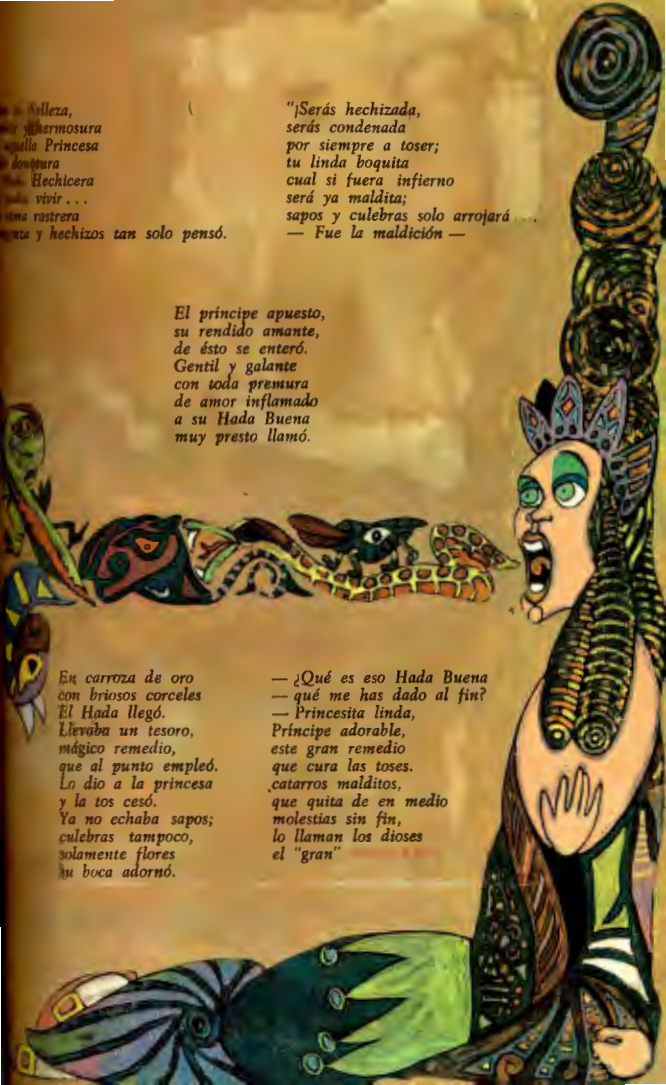 lleza,
hermosura
Princesa
Hechicera
vivir . . .
rastrera
y hechizos tan solo pensó.
"¡Serás hechizada,
serás condenada
por siempre a toser;
tu linda boquita
cual si fuera infierno
será ya maldita;
sapos y culebras solo arrojará ....
— Fue la maldición —
El príncipe apuesto,
su rendido amante,
de ésto se enteró.
Gentil y galante
con toda premura
de amor inflamado
a su Hada Buena
muy presto llamó.
En carroza de oro
con briosos corceles
El Hada llegó.
Llevaba un tesoro,
mágico remedio,
que al punto empleó.
Lo dio a la princesa
y la tos cesó.
Ya no echaba sapos;
culebras tampoco,
solamente flores
su boca adornó.
— ¿Qué es eso Hada Buena
— qué me has dado al fin?
— Princesita linda,
Príncipe adorable,
este gran remedio
que cura las toses.
catarros malditos,
que quita de en medio
molestias sin fin,
lo llaman los dioses
el "gran"